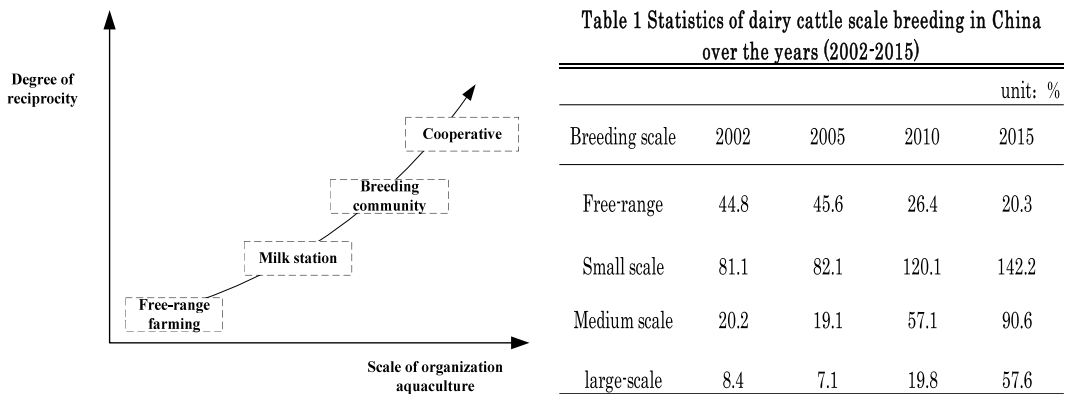 Degree of
reciprocity
Cooperative
Breeding
community
Milk station
Free-range
farming
Scale of organization
aquaculture
Table 1 Statistics of dairy cattle scale breeding in China
over the years (2002-2015)
unit: %
Breeding scale 2002 2005 2010 2015
Free-range 44.8 45.6 26.4 20.3
Small scale 81.1 82.1 120.1 142.2
Medium scale 20.2 19.1 57.1 90.6
large-scale 8.4 7.1 19.8 57.6